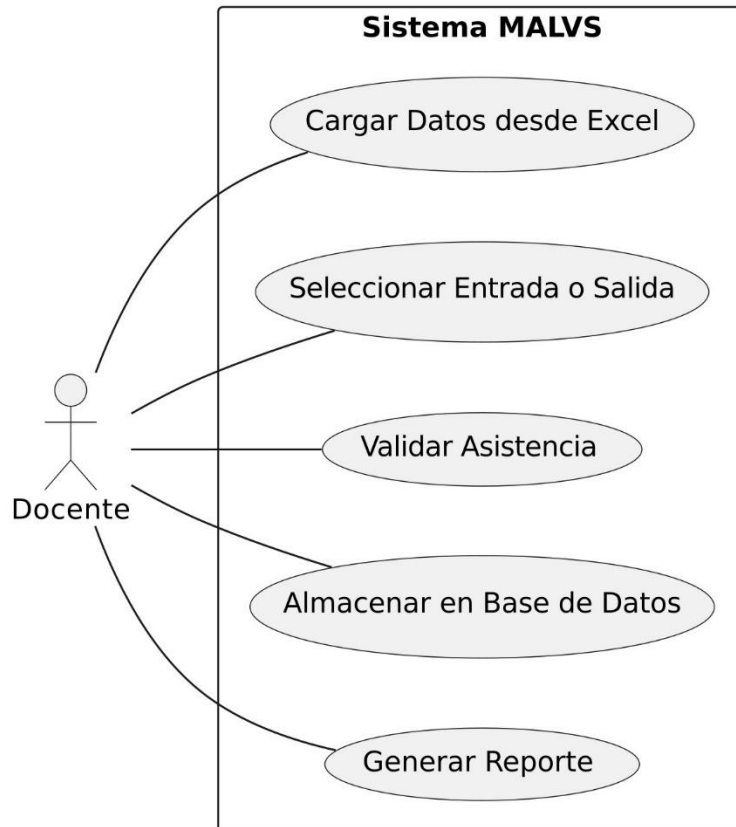 Sistema MALVS
Cargar Datos desde Excel
Seleccionar Entrada o Salida
Validar Asistencia
Docente
Almacenar en Base de Datos
Generar Reporte